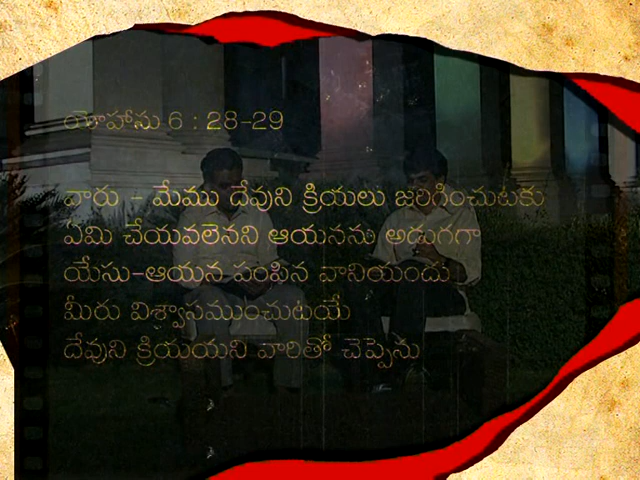 యోహాను 6 : 28-29
వారు - మేము దేవుని క్రియలు జరిగించుటకు
ఏమి చేయవలెనని ఆయనను అడుగగా
యేసు-ఆయన పంపిన వానియందు
మీరు విశ్వాసముంచుటయే
దేవుని క్రియయని వారితో చెప్పెను